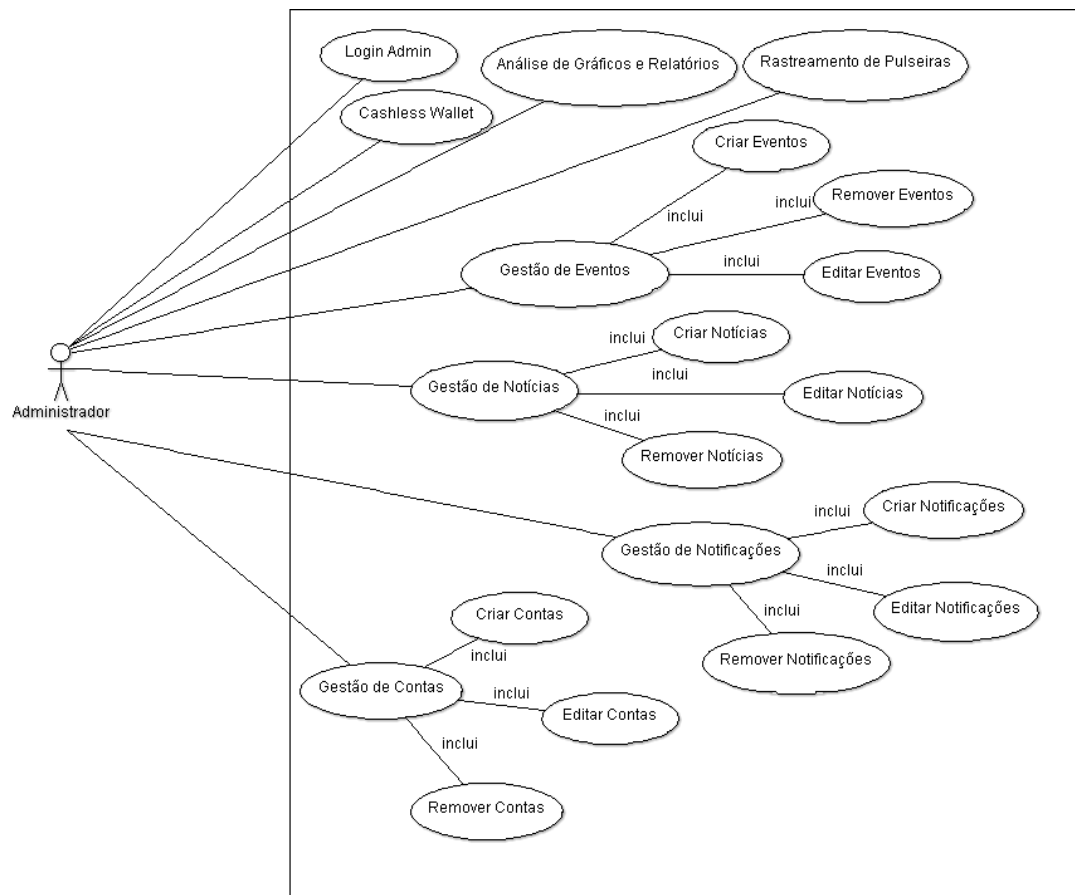 Login Admin
Análise de Gráficos e Relatórios
Rastreamento de Pulseiras
Cashless Wallet
Criar Eventos
Remover Eventos
inclui
inclui
Gestão de Eventos
inclui
Editar Eventos
Criar Notícias
inclui
inclui
Administrador
Gestão de Notícias
Editar Notícias
inclui
Remover Notícias
Criar Notificações
inclui
Gestão de Notificações
inclui
Editar Notificações
inclui
Remover Notificações
Criar Contas
inclui
Gestão de Contas
inclui
Editar Contas
inclui
Remover Contas